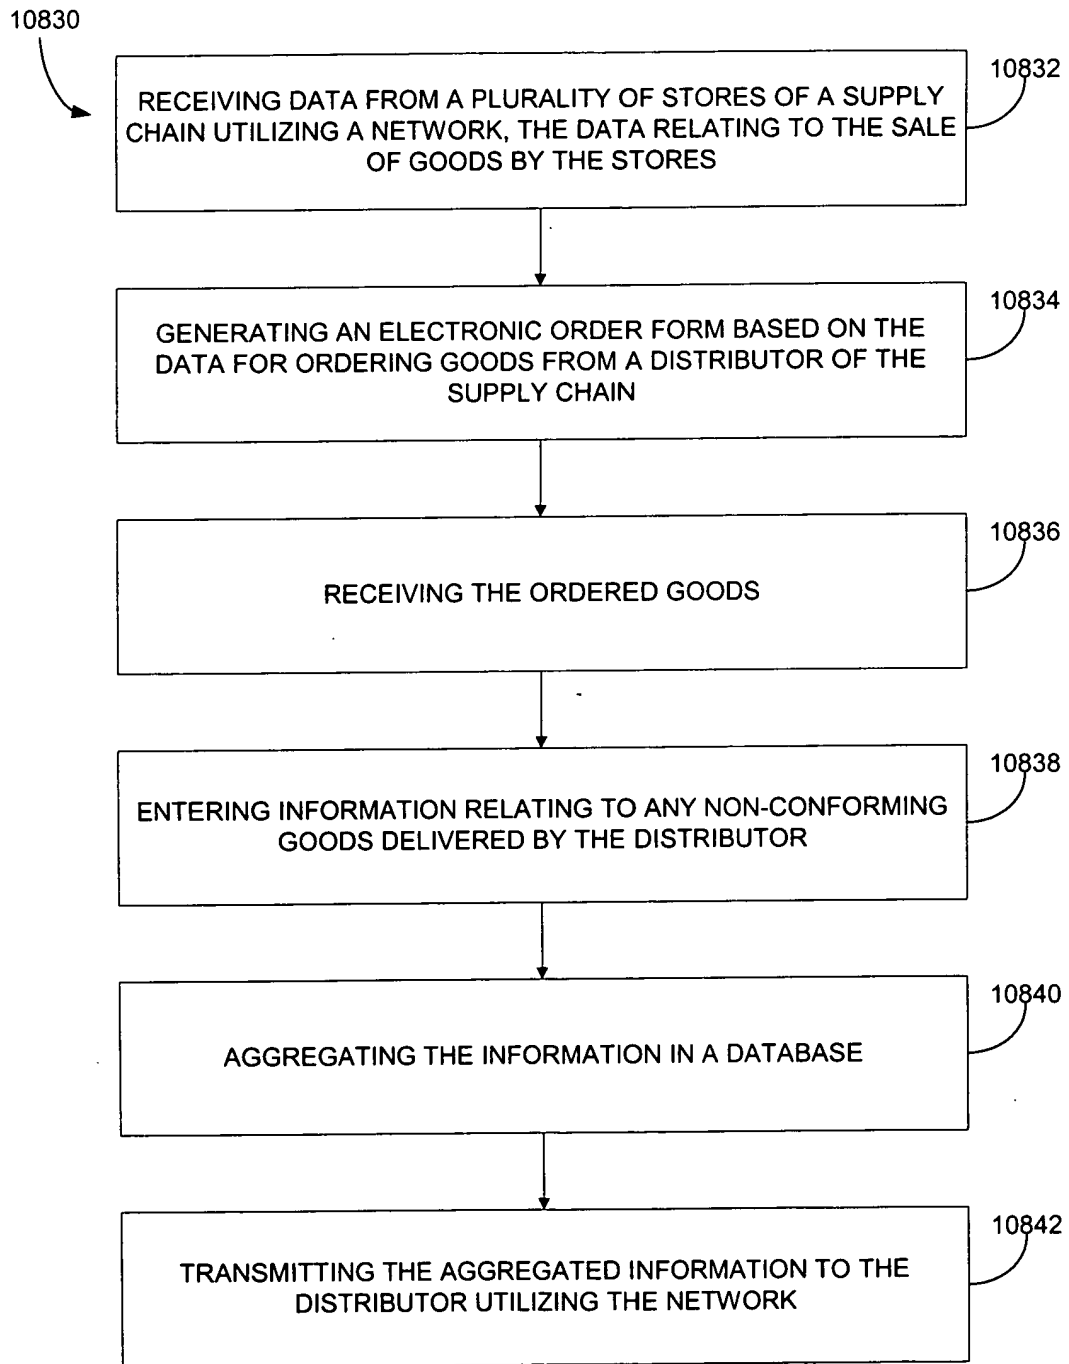 10830
10832
RECEIVING DATA FROM A PLURALITY OF STORES OF A SUPPLY
CHAIN UTILIZING A NETWORK, THE DATA RELATING TO THE SALE
OF GOODS BY THE STORES
10834
GENERATING AN ELECTRONIC ORDER FORM BASED ON THE
DATA FOR ORDERING GOODS FROM A DISTRIBUTOR OF THE
SUPPLY CHAIN
10836
RECEIVING THE ORDERED GOODS
10838
ENTERING INFORMATION RELATING TO ANY NON-CONFORMING
GOODS DELIVERED BY THE DISTRIBUTOR
10840
AGGREGATING THE INFORMATION IN A DATABASE
10842
TRANSMITTING THE AGGREGATED INFORMATION TO THE
DISTRIBUTOR UTILIZING THE NETWORK